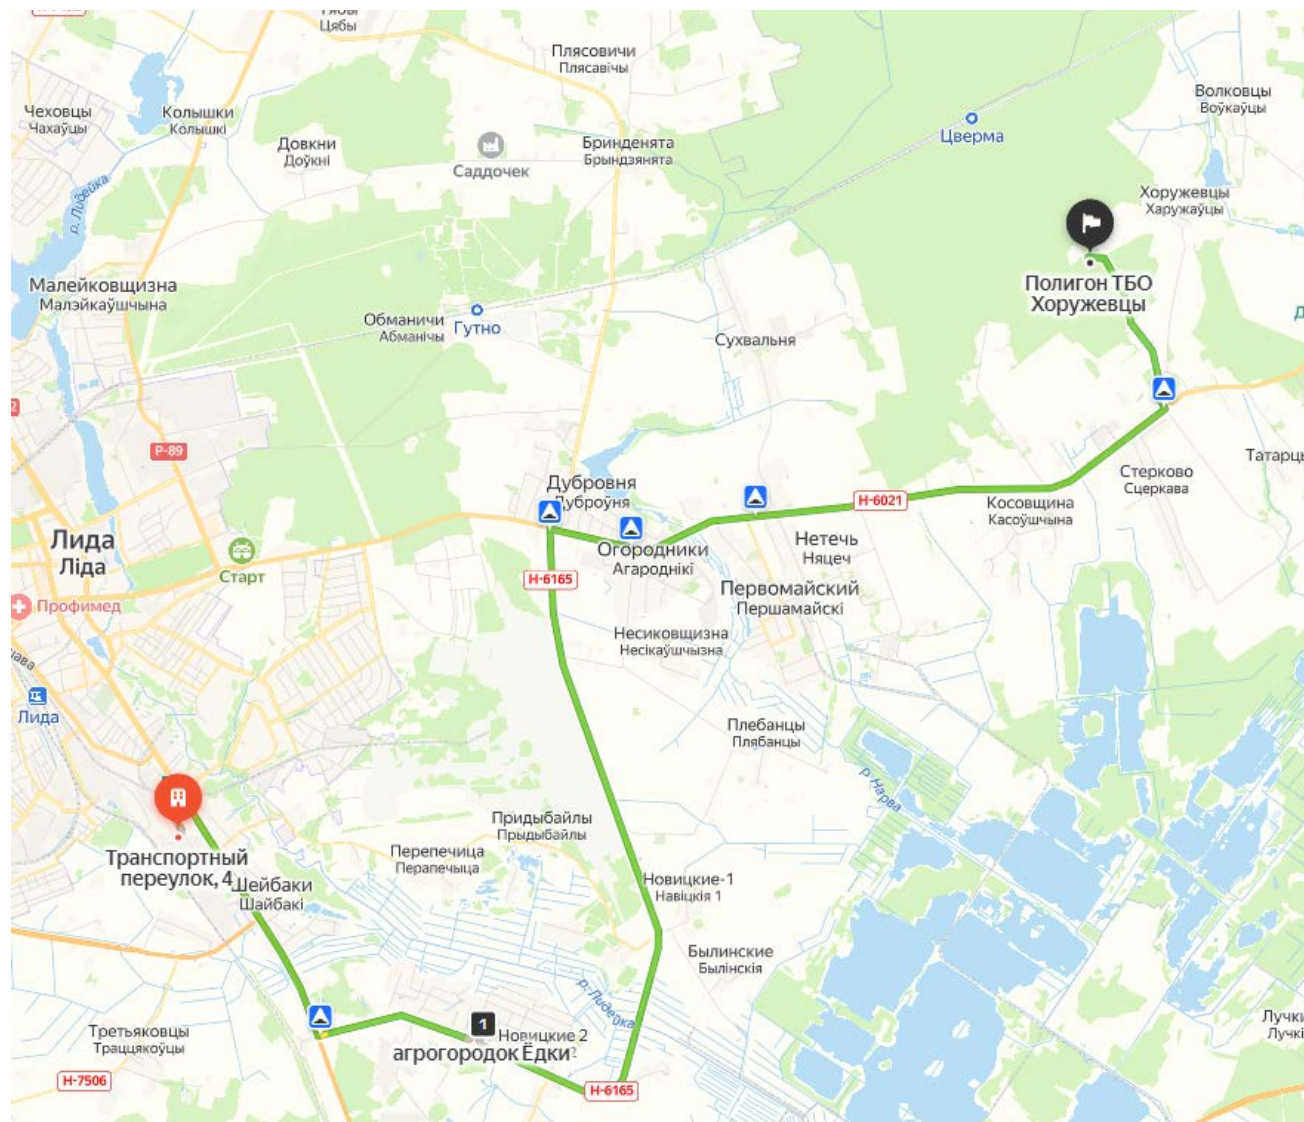 Цябы
Плясовичи
Плясавічы
Волковцы
Воўкаўцы
Чеховцы
Чахаўцы
Колышки
Колышкі
Цверма
Довкни
Доўкні
Бринденята
Брындзянята
Саддочек
р. Лидейка
Хоружевцы
Харужаўцы
Малейковщизна
Малэйкаўшчына
Полигон ТБО
Хоружевцы
Обманичи
Абманічы
Гутно
Сухвальня
Р-89
Татарць
Стерково
Сцеркава
Дубровня
Дуброўня
Н-6021
Косовщина
Касоўшчына
Лида
Ліда
Огородники
Агароднікі
Нетечь
Няцеч
Старт
Н-6165
Первомайский
Першамайскі
Профимед
Несиковщизна
Несікаўшчызна
Лида
Плебанцы
Плябанцы
р. Нарва
Придыбайлы
Прыдыбайлы
Транспортный
переулок, 4
Перепечица
Перапечыца
Шейбаки
Шайбакі
Новицкие-1
Навіцкія 1
Былинские
Былінскія
р. Лидейка
1
Новицкие 2
агрогородок Ёдки
Третьяковцы
Траццякоўцы
Лучки
Лучкі
Н-7506
Н-6165